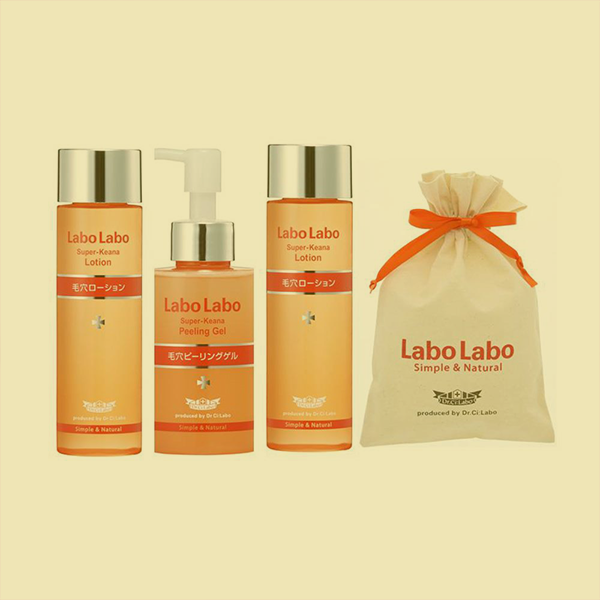 Labo Labo
Super-Keana
Lotion
毛穴ローション
produced by Dr.Ci:Labo
Simple & Natural
Labo Labo
Super-Keana
Peeling Gel
毛穴ピーリングゲル
produced by Dr.Ci:Labo
Simple & Natural
Labo Labo
Super-Keana
Lotion
毛穴ローション
produced by Dr.Ci:Labo
Simple & Natural
Labo Labo
Simple & Natural
Dr.Ci:Labo
produced by Dr.Ci:Labo